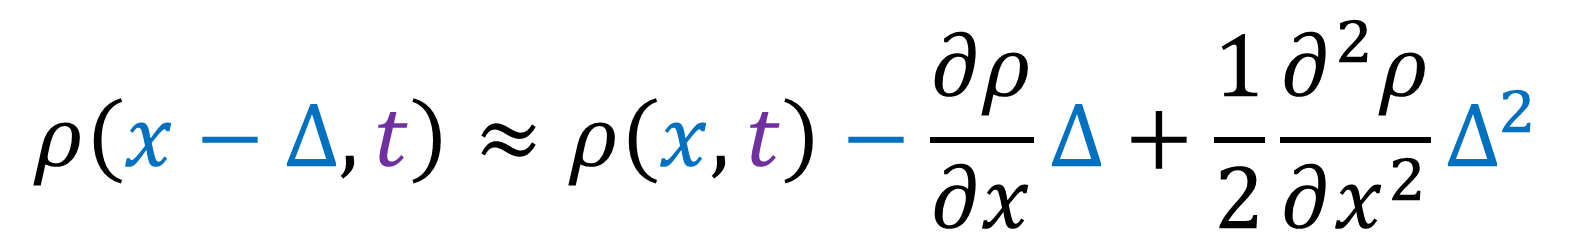 ρ(x − Δ, t) ≈ ρ(x, t) − ∂ρ/∂x Δ + 1/2 ∂²ρ/∂x² Δ²